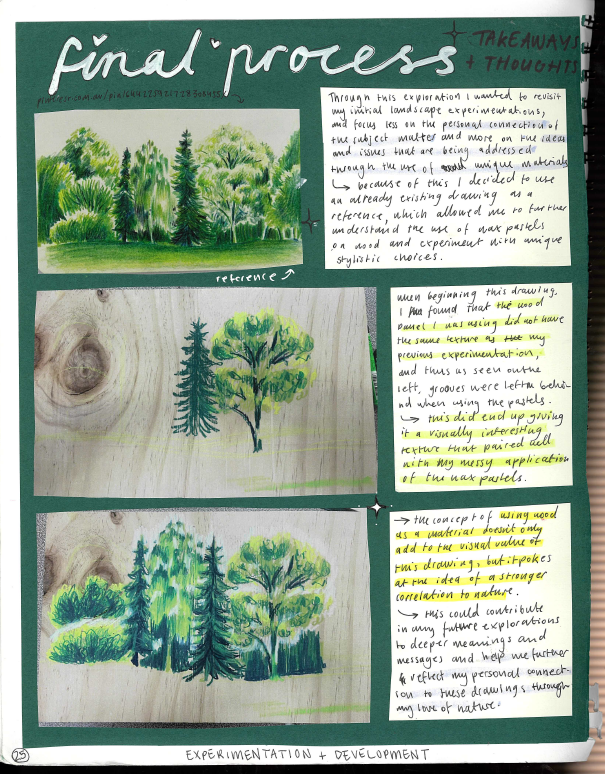 final process
TAKEAWAYS
+ THOUGHTS
Through this exploration I wanted to revisit
my initial landscape experimentations,
and focus less on the personal connection of
the subject matter and more on the ideas
and issues that are being addressed
through the use of unique materials
↳ because of this I decided to use
an already existing drawing as a
reference, which allowed me to further
understand the use of wax pastels
on wood and experiment with unique
stylistic choices.
reference ↗
when beginning this drawing,
I found that the wood
panel I was using did not have
the same texture as my
previous experimentation,
and thus as seen on the
left, grooves were left behi-
nd when using the pastels.
↳ this did end up giving
it a visually interesting
texture that paired well
with my messy application
of the wax pastels.
→ the concept of using wood
as a material doesn't only
add to the visual value of
this drawing, but it pokes
at the idea of a stronger
correlation to nature.
↳ this could contribute
in my future explorations
to deeper meanings and
messages and help me further
reflect my personal connect-
ion to these drawings through
my love of nature.
25
EXPERIMENTATION + DEVELOPMENT